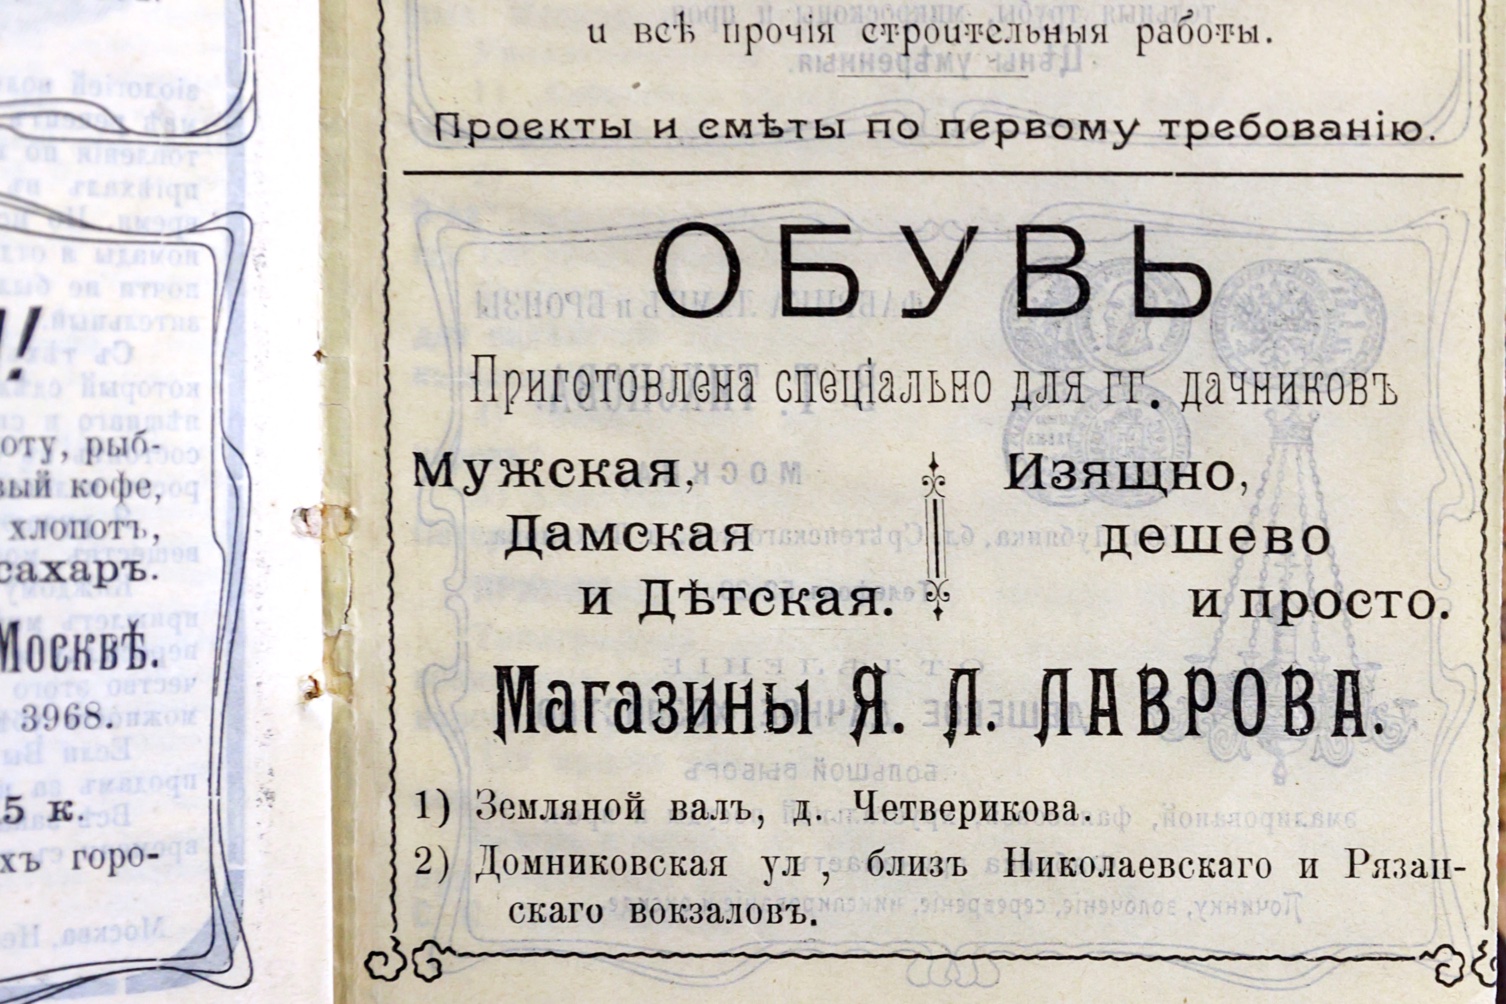 оту, рыб-
вый кофе,
хлопотъ,
сахаръ.
Москвѣ.
3968.
5 к.
хъ горо-
и всѣ прочія строительныя работы.
Проекты и смѣты по первому требованію.
ОБУВЬ
Приготовлена спеціально для гг. дачниковъ
Мужская,
Дамская
и Дѣтская.
Изящно,
дешево
и просто.
Магазины Я. Л. ЛАВРОВА.
1) Земляной валъ, д. Четверикова.
2) Домниковская ул, близъ Николаевскаго и Рязан-
скаго вокзаловъ.